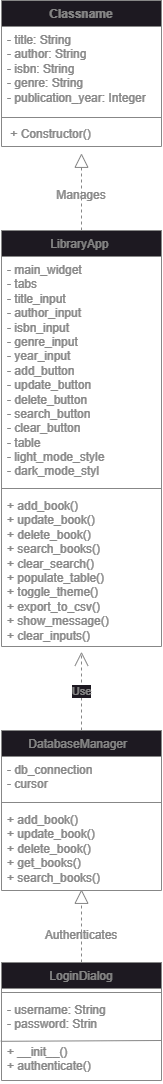 Classname
- title: String
- author: String
- isbn: String
- genre: String
- publication_year: Integer
+ Constructor()
Manages
LibraryApp
- main_widget
- tabs
- title_input
- author_input
- isbn_input
- genre_input
- year_input
- add_button
- update_button
- delete_button
- search_button
- clear_button
- table
- light_mode_style
- dark_mode_styl
+ add_book()
+ update_book()
+ delete_book()
+ search_books()
+ clear_search()
+ populate_table()
+ toggle_theme()
+ export_to_csv()
+ show_message()
+ clear_inputs()
Use
DatabaseManager
- db_connection
- cursor
+ add_book()
+ update_book()
+ delete_book()
+ get_books()
+ search_books()
Authenticates
LoginDialog
- username: String
- password: Strin
+ __init__()
+ authenticate()